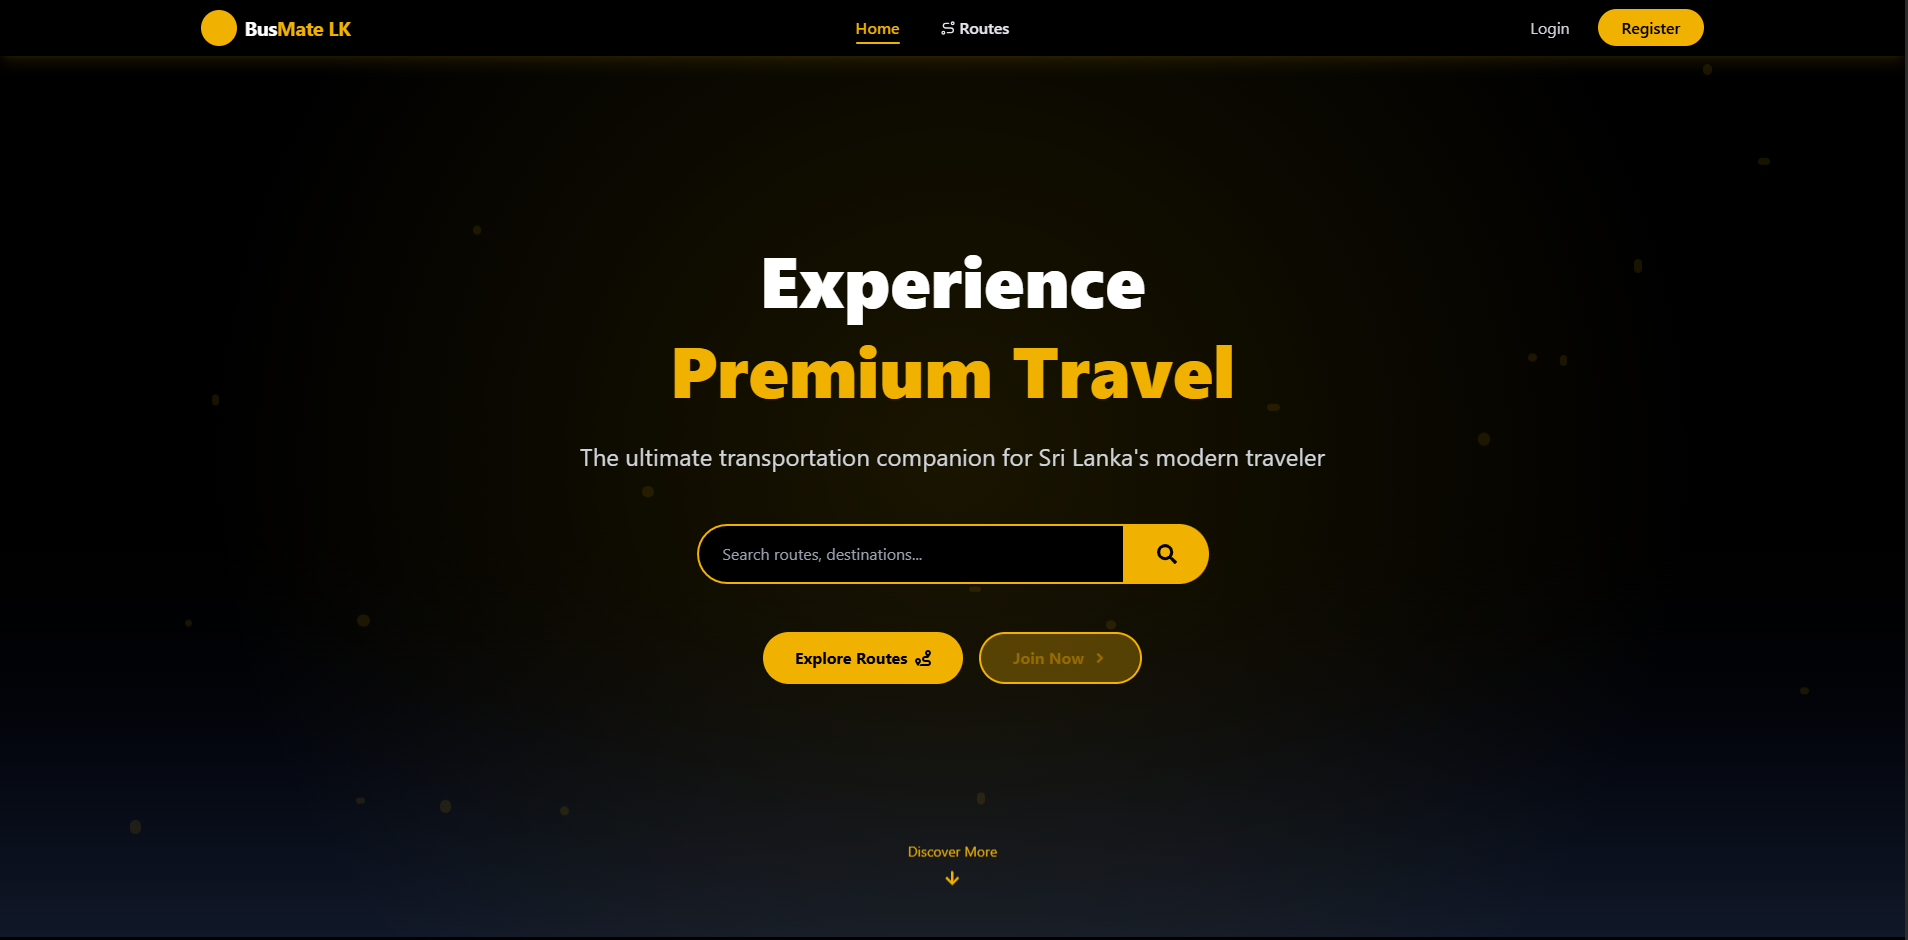 BusMate LK
Home
Routes
Login
Register
Experience
Premium Travel
The ultimate transportation companion for Sri Lanka's modern traveler
Search routes, destinations...
Explore Routes
Join Now
Discover More